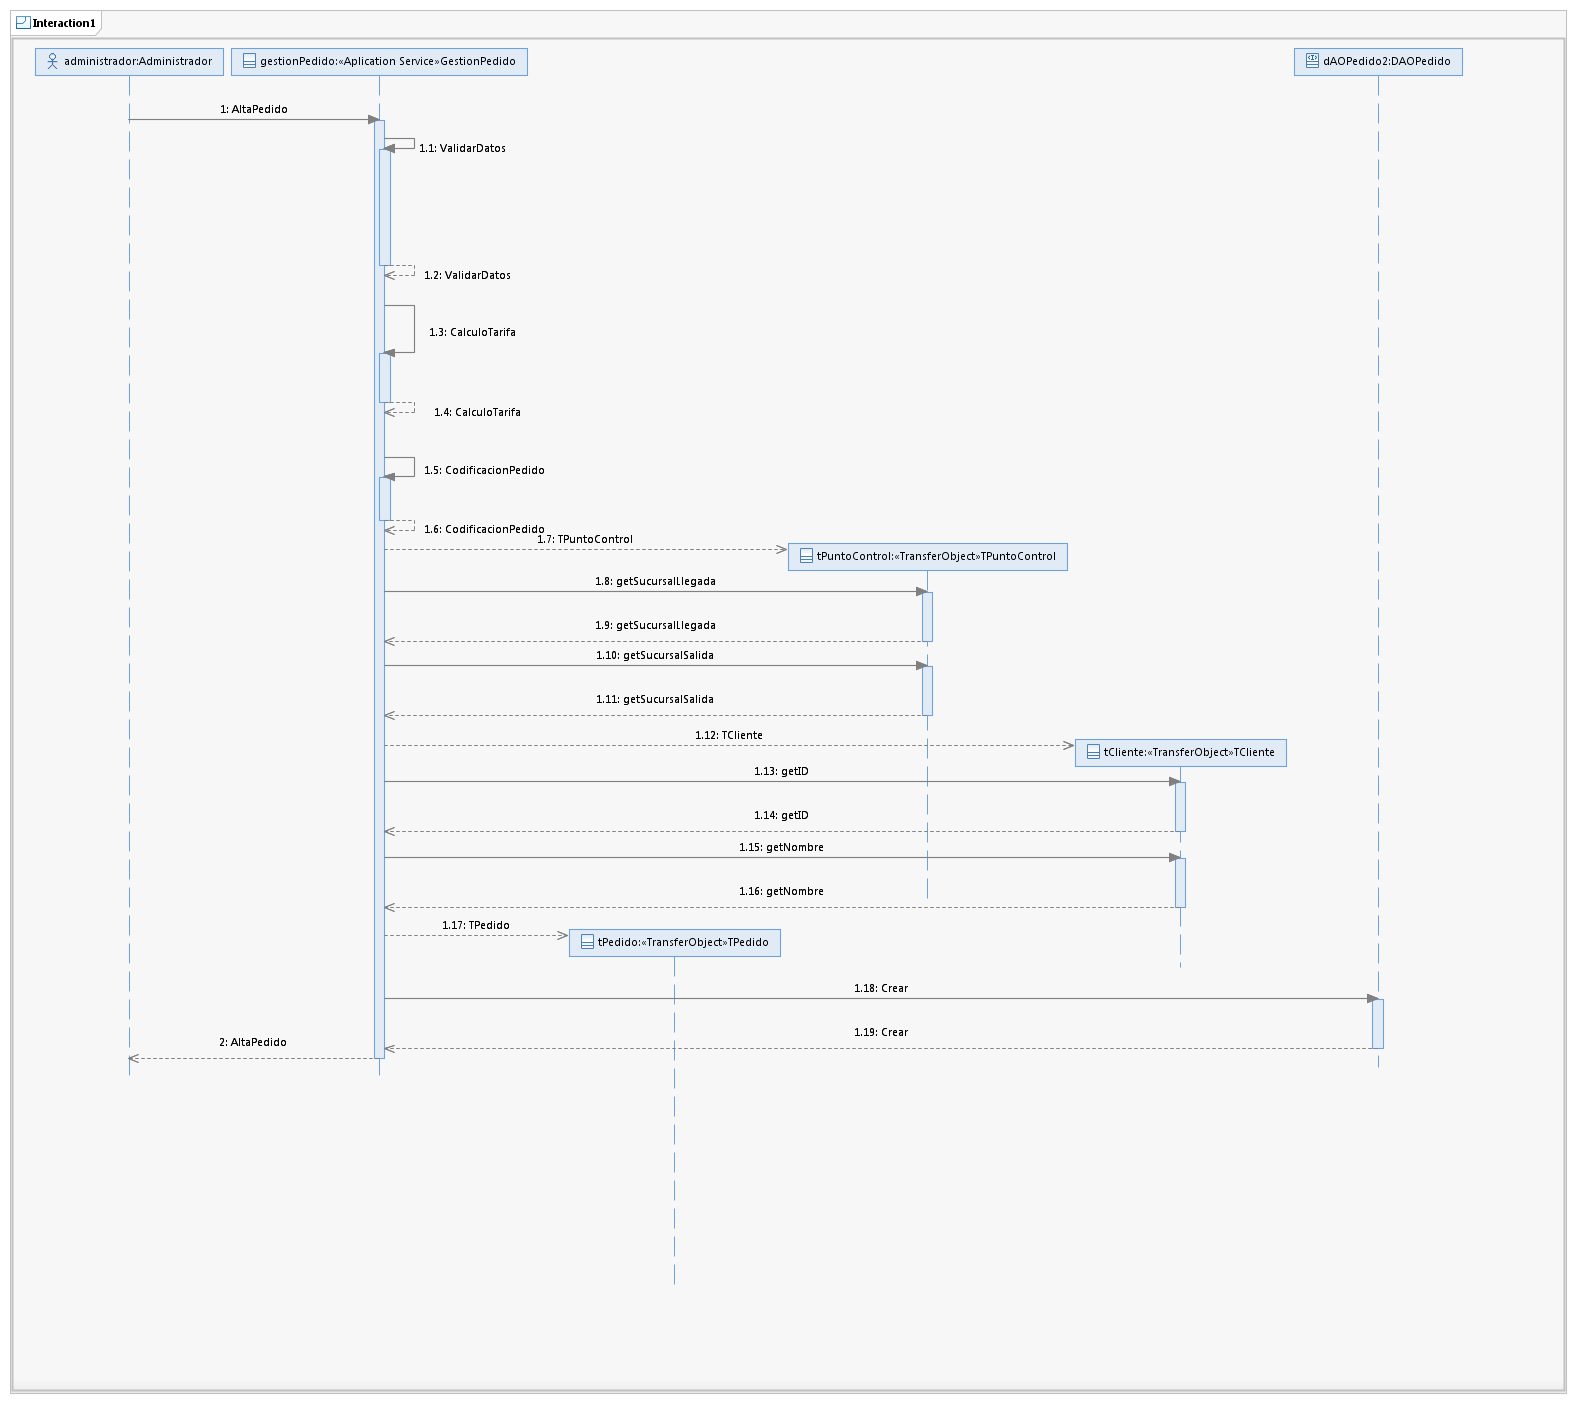 Interaction1
administrador:Administrador
gestionPedido:«Aplication Service»GestionPedido
dAOPedido2:DAOPedido
1: AltaPedido
1.1: ValidarDatos
1.2: ValidarDatos
1.3: CalculoTarifa
1.4: CalculoTarifa
1.5: CodificacionPedido
1.6: CodificacionPedido
1.7: TPuntoControl
tPuntoControl:«TransferObject»TPuntoControl
1.8: getSucursalLlegada
1.9: getSucursalLlegada
1.10: getSucursalSalida
1.11: getSucursalSalida
1.12: TCliente
tCliente:«TransferObject»TCliente
1.13: getID
1.14: getID
1.15: getNombre
1.16: getNombre
1.17: TPedido
tPedido:«TransferObject»TPedido
1.18: Crear
1.19: Crear
2: AltaPedido